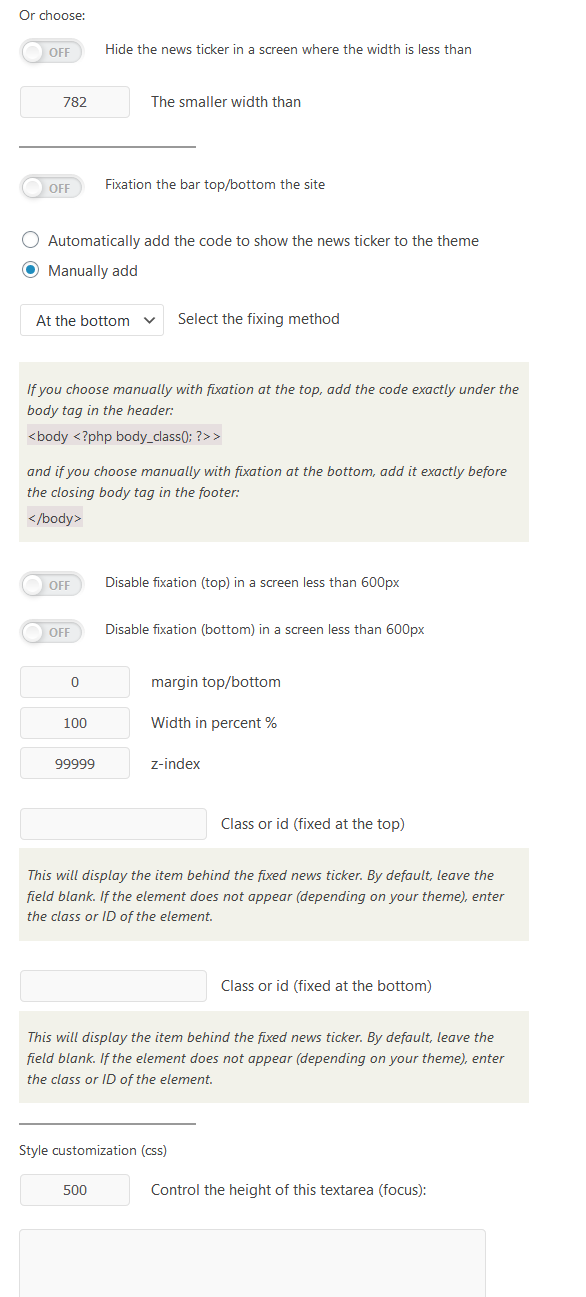 Or choose:
OFF Hide the news ticker in a screen where the width is less than
782 The smaller width than
OFF Fixation the bar top/bottom the site
Automatically add the code to show the news ticker to the theme
Manually add
At the bottom Select the fixing method
If you choose manually with fixation at the top, add the code exactly under the
body tag in the header:
<body <?php body_class(); ?>>
and if you choose manually with fixation at the bottom, add it exactly before
the closing body tag in the footer:
</body>
OFF Disable fixation (top) in a screen less than 600px
OFF Disable fixation (bottom) in a screen less than 600px
0 margin top/bottom
100 Width in percent %
99999 z-index
Class or id (fixed at the top)
This will display the item behind the fixed news ticker. By default, leave the
field blank. If the element does not appear (depending on your theme), enter
the class or ID of the element.
Class or id (fixed at the bottom)
This will display the item behind the fixed news ticker. By default, leave the
field blank. If the element does not appear (depending on your theme), enter
the class or ID of the element.
Style customization (css)
500 Control the height of this textarea (focus):